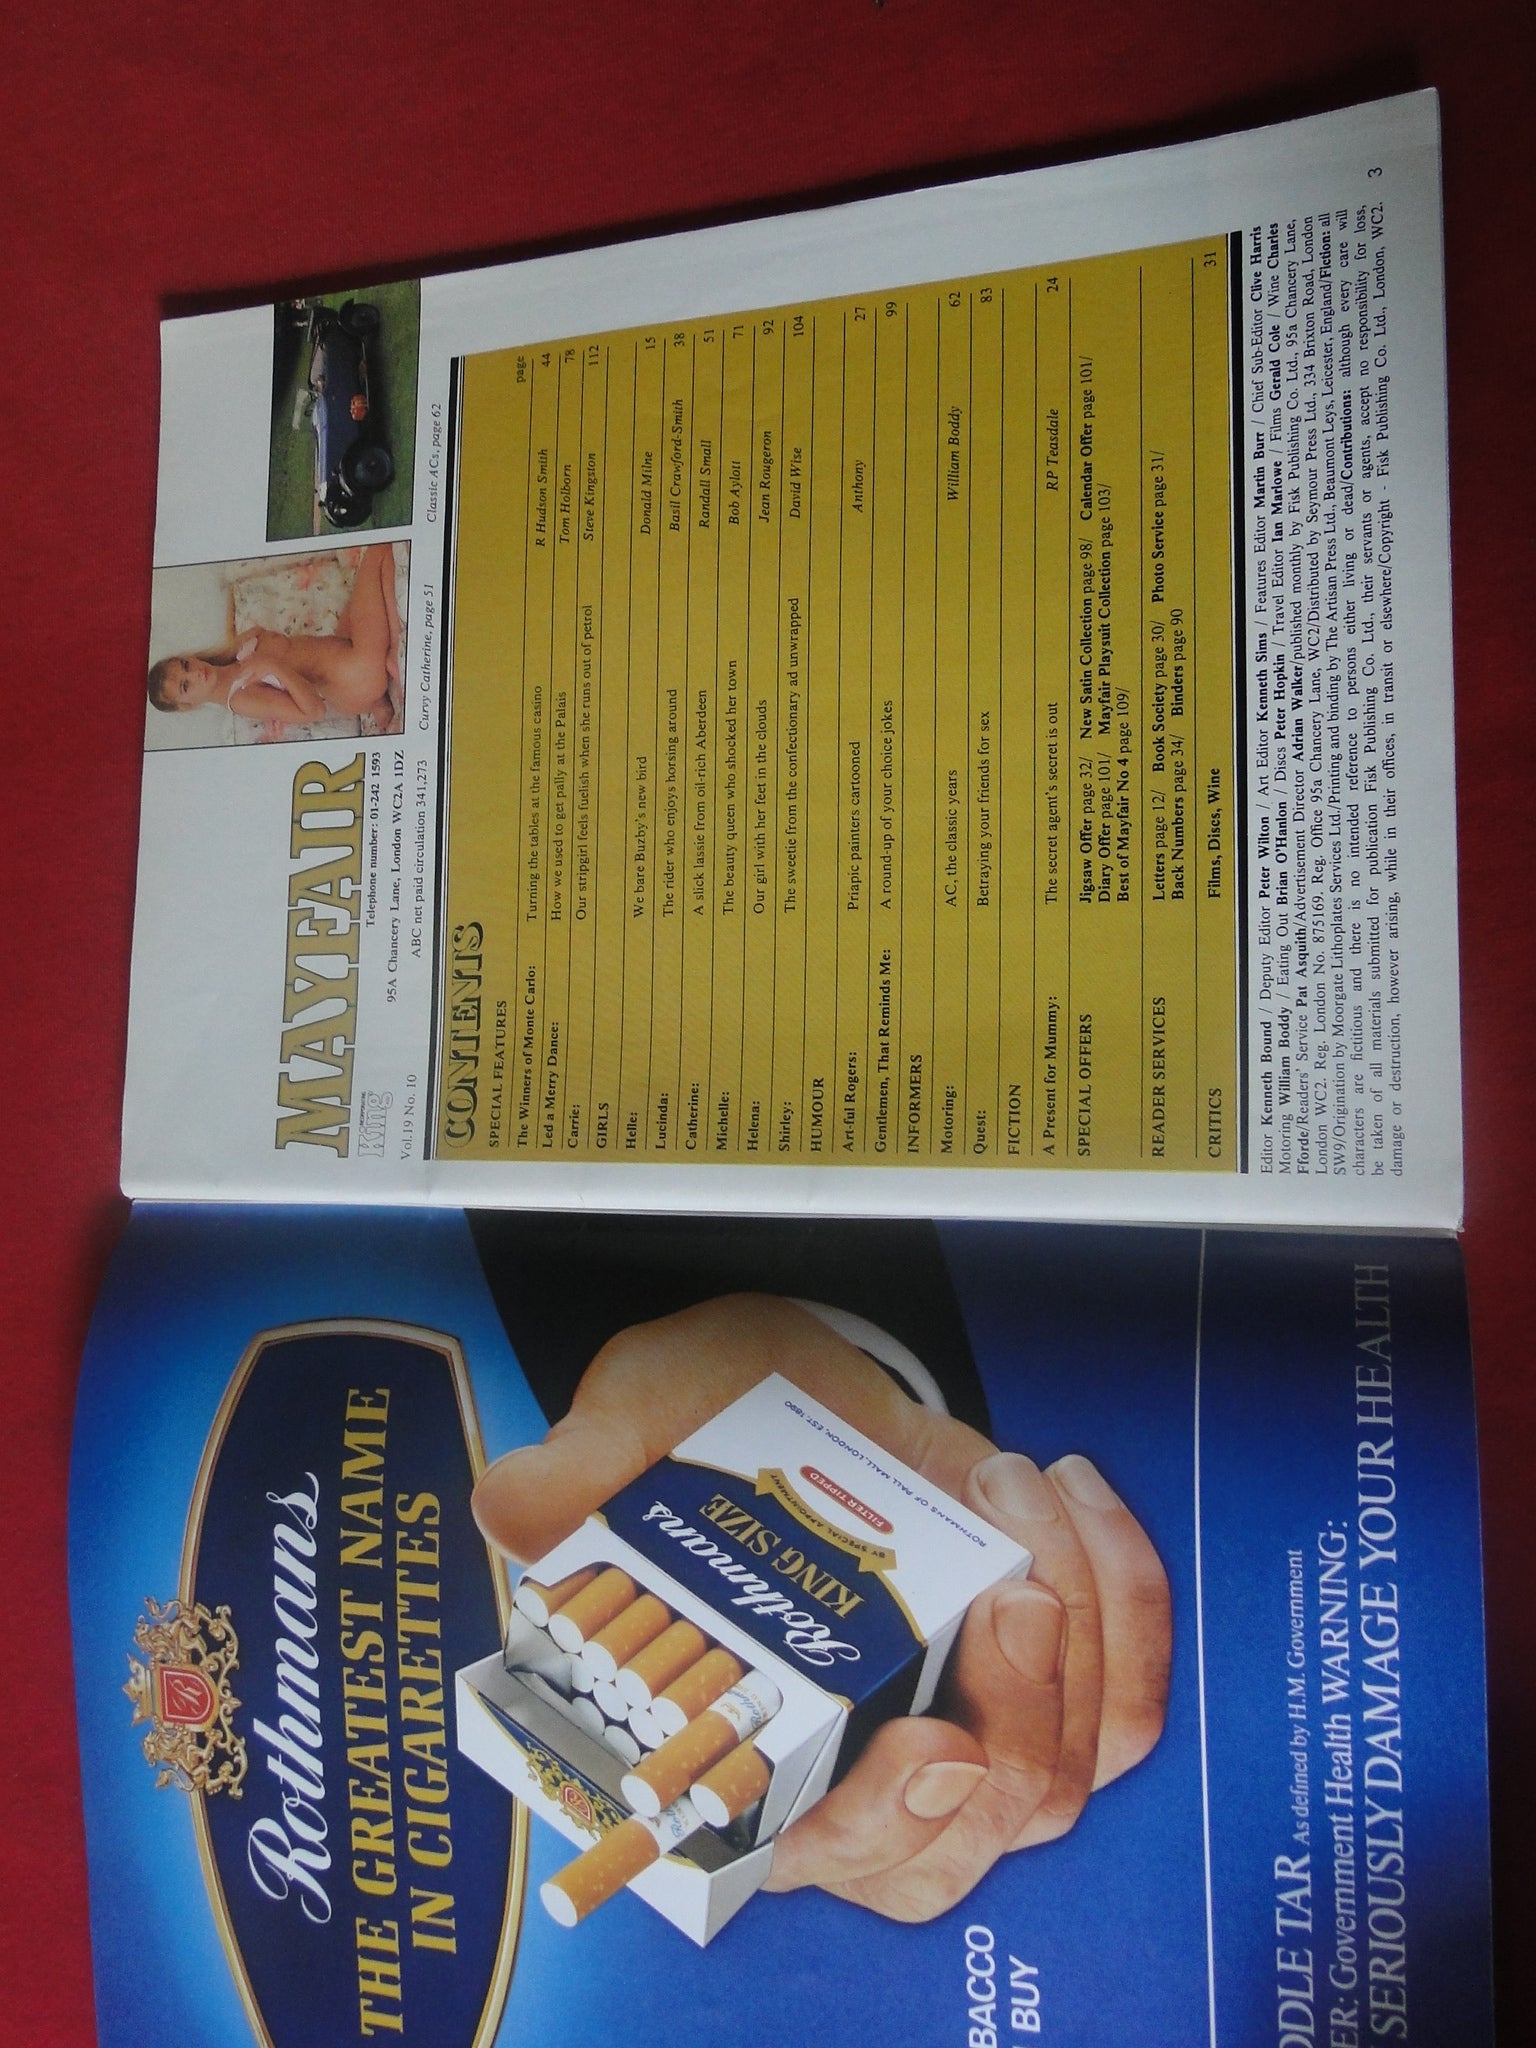 Rothmans
THE GREATEST NAME
IN CIGARETTES
R
Rothmans
KING SIZE
BY SPECIAL APPOINTMENT
FILTER TIPPED
ROTHMANS OF PALL MALL LONDON, EST. 1890
BACCO
BUY
DDLE TAR As defined by H.M. Government
ER: Government Health Warning:
SERIOUSLY DAMAGE YOUR HEALTH
MAYFAIR
INCORPORATING
King
Telephone number: 01-242 1593
95A Chancery Lane, London WC2A 1DZ
Vol.19 No. 10
ABC net paid circulation 341,273
Curvy Catherine, page 51
Classic ACs, page 62
CONTENTS
SPECIAL FEATURES page
The Winners of Monte Carlo: Turning the tables at the famous casino R Hudson Smith 44
Led a Merry Dance: How we used to get pally at the Palais Tom Holborn 78
Carrie: Our stripgirl feels fuelish when she runs out of petrol Steve Kingston 112
GIRLS
Helle: We bare Buzby's new bird Donald Milne 15
Lucinda: The rider who enjoys horsing around Basil Crawford-Smith 38
Catherine: A slick lassie from oil-rich Aberdeen Randall Small 51
Michelle: The beauty queen who shocked her town Bob Aylott 71
Helena: Our girl with her feet in the clouds Jean Rougeron 92
Shirley: The sweetie from the confectionary ad unwrapped David Wise 104
HUMOUR
Art-ful Rogers: Priapic painters cartooned Anthony 27
Gentlemen, That Reminds Me: A round-up of your choice jokes 99
INFORMERS
Motoring: AC, the classic years William Boddy 62
Quest: Betraying your friends for sex 83
FICTION
A Present for Mummy: The secret agent's secret is out RP Teasdale 24
SPECIAL OFFERS Jigsaw Offer page 32/ New Satin Collection page 98/ Calendar Offer page 101/
Diary Offer page 101/ Mayfair Playsuit Collection page 103/
Best of Mayfair No 4 page 109/
READER SERVICES Letters page 12/ Book Society page 30/ Photo Service page 31/
Back Numbers page 34/ Binders page 90
CRITICS Films, Discs, Wine 31
Editor Kenneth Bound / Deputy Editor Peter Wilton / Art Editor Kenneth Sims / Features Editor Martin Burr / Chief Sub-Editor Clive Harris
Motoring William Boddy / Eating Out Brian O'Hanlon / Discs Peter Hopkin / Travel Editor Ian Marlowe / Films Gerald Cole / Wine Charles
Fforde/Readers' Service Pat Asquith/Advertisement Director Adrian Walker/published monthly by Fisk Publishing Co. Ltd., 95a Chancery Lane,
London WC2. Reg. London No. 875169. Reg. Office 95a Chancery Lane, WC2/Distributed by Seymour Press Ltd., 334 Brixton Road, London
SW9/Origination by Moorgate Lithoplates Services Ltd./Printing and binding by The Artisan Press Ltd., Beaumont Leys, Leicester, England/Fiction: all
characters are fictitious and there is no intended reference to persons either living or dead/Contributions: although every care will
be taken of all materials submitted for publication Fisk Publishing Co. Ltd., their servants or agents, accept no responsibility for loss,
damage or destruction, however arising, while in their offices, in transit or elsewhere/Copyright - Fisk Publishing Co. Ltd., London, WC2.
3